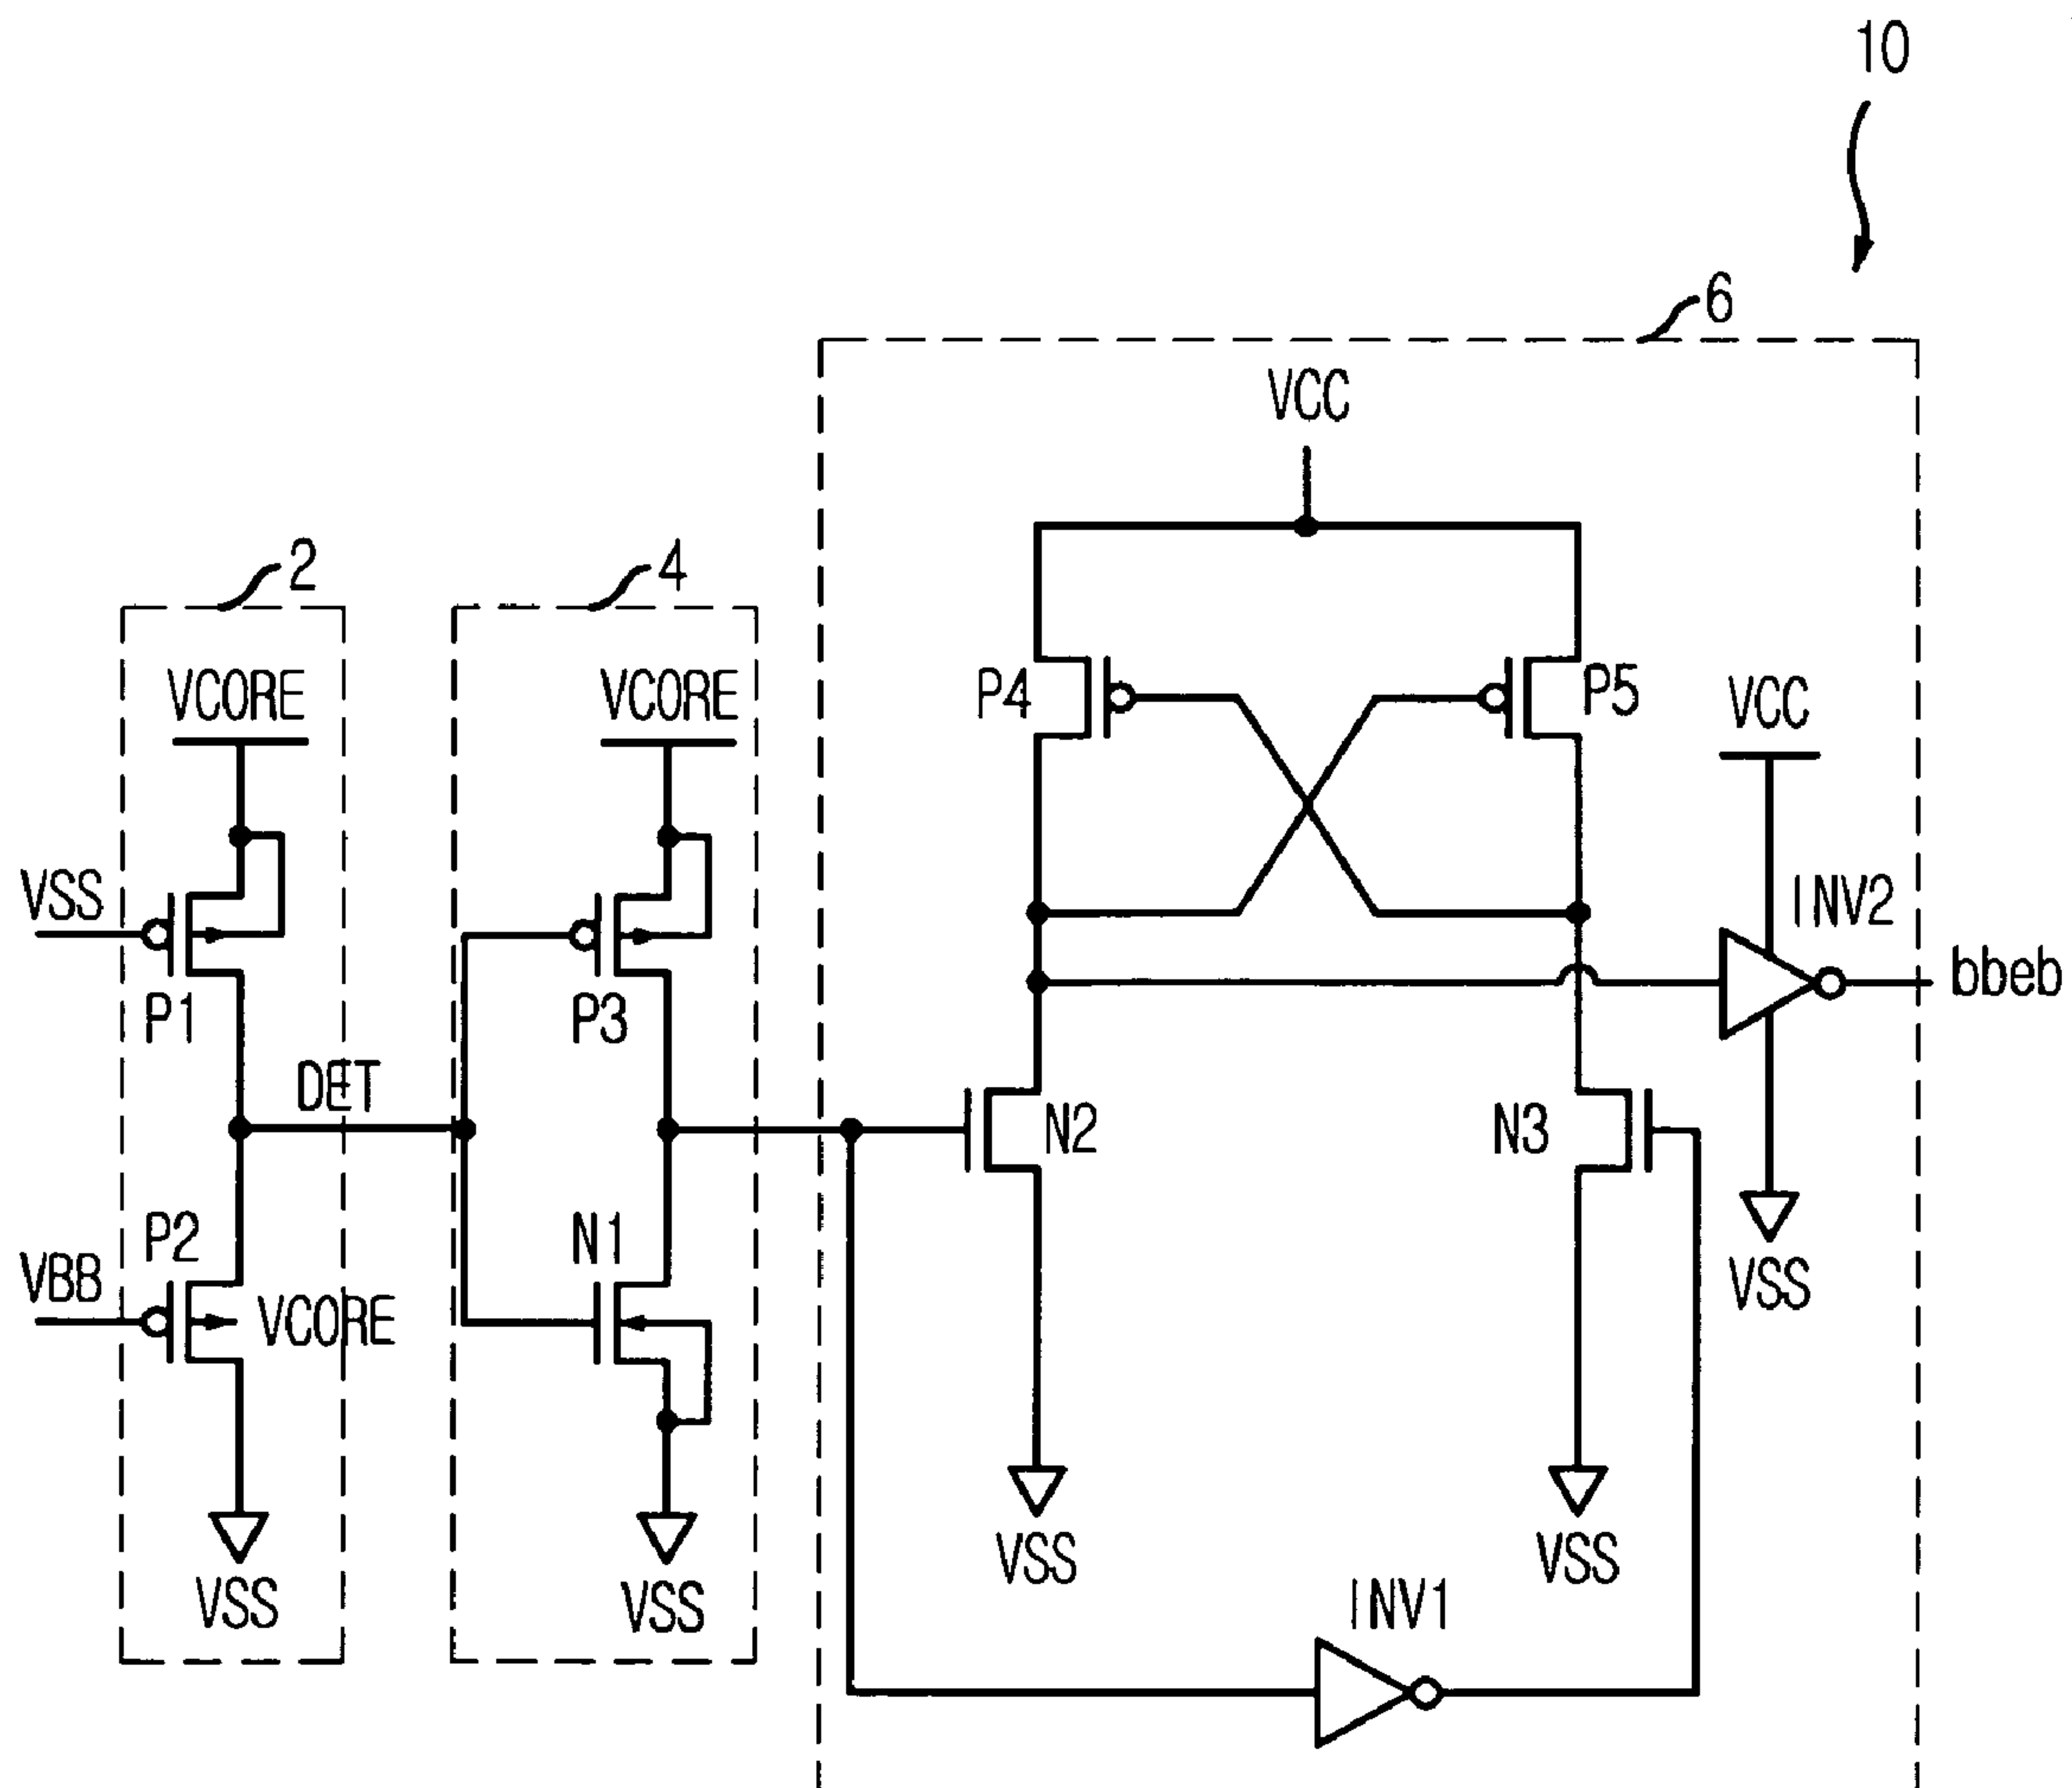 10
6
VCC
2
4
VCORE
VCORE
P4
P5
VCC
VSS
INV2
P1
P3
bbeb
DET
N2
N3
P2
N1
VBB
VCORE
VSS
VSS
VSS
VSS
VSS
INV1